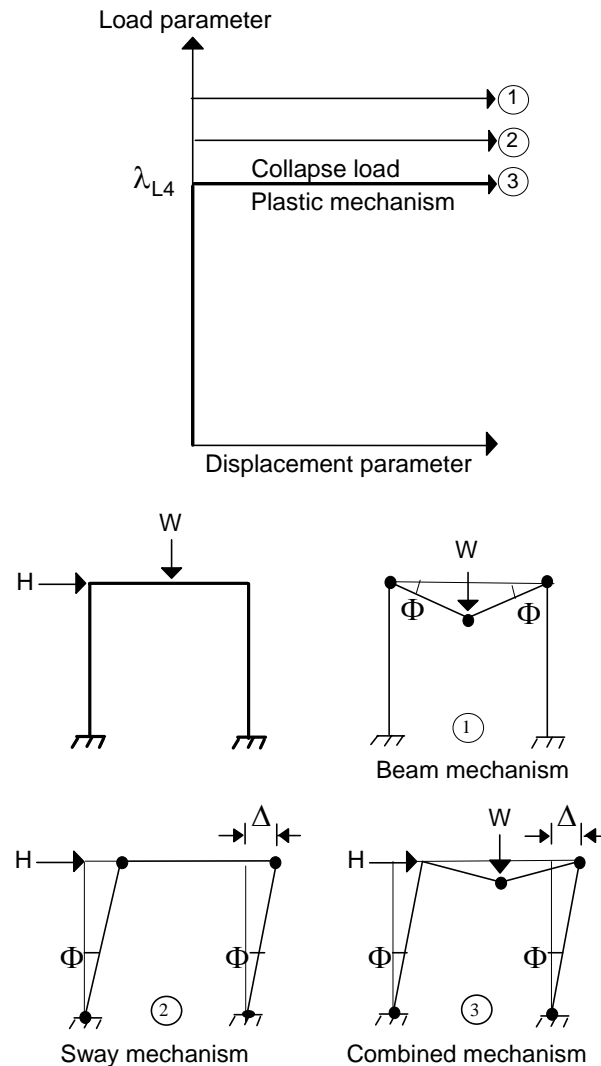 Load parameter
1
2
Collapse load
λL4
3
Plastic mechanism
Displacement parameter
W
H
W
Φ Φ
1
Beam mechanism
Δ
H
Φ Φ
2
Sway mechanism
Δ
W
H
Φ Φ
3
Combined mechanism